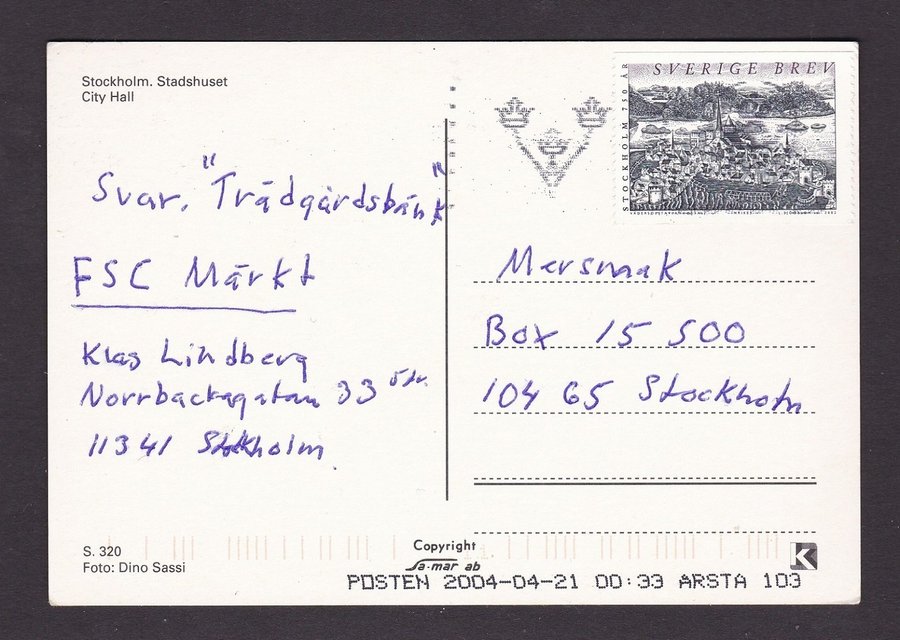 Stockholm. Stadshuset
City Hall
SVERIGE BREV
STOCKHOLM 750 ÅR
Svar. "Trädgårdsbänk"
FSC Märkt
Klas Lindberg
Norrbackagatan 33 5tr.
11341 Stockholm
Mersmak
Box 15 500
104 65 Stockholm
S. 320
Foto: Dino Sassi
Copyright
sa-mar ab
K
POSTEN 2004-04-21 00:33 ARSTA 103